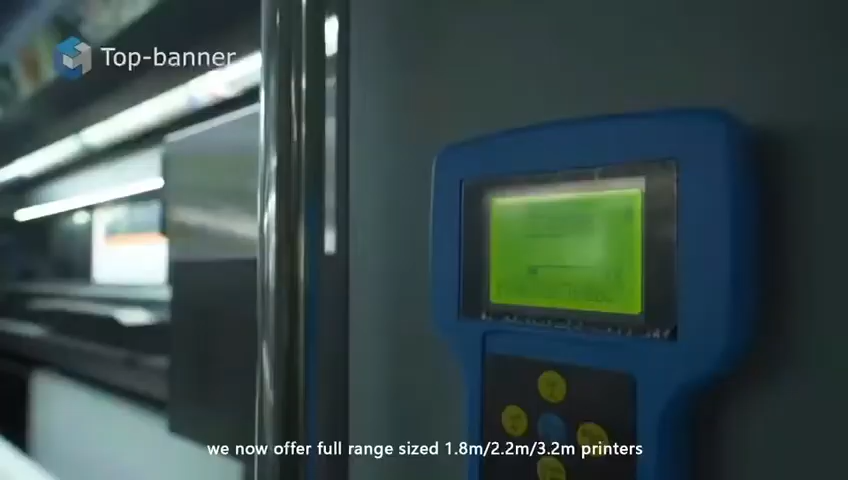 Top-banner
we now offer full range sized 1.8m/2.2m/3.2m printers